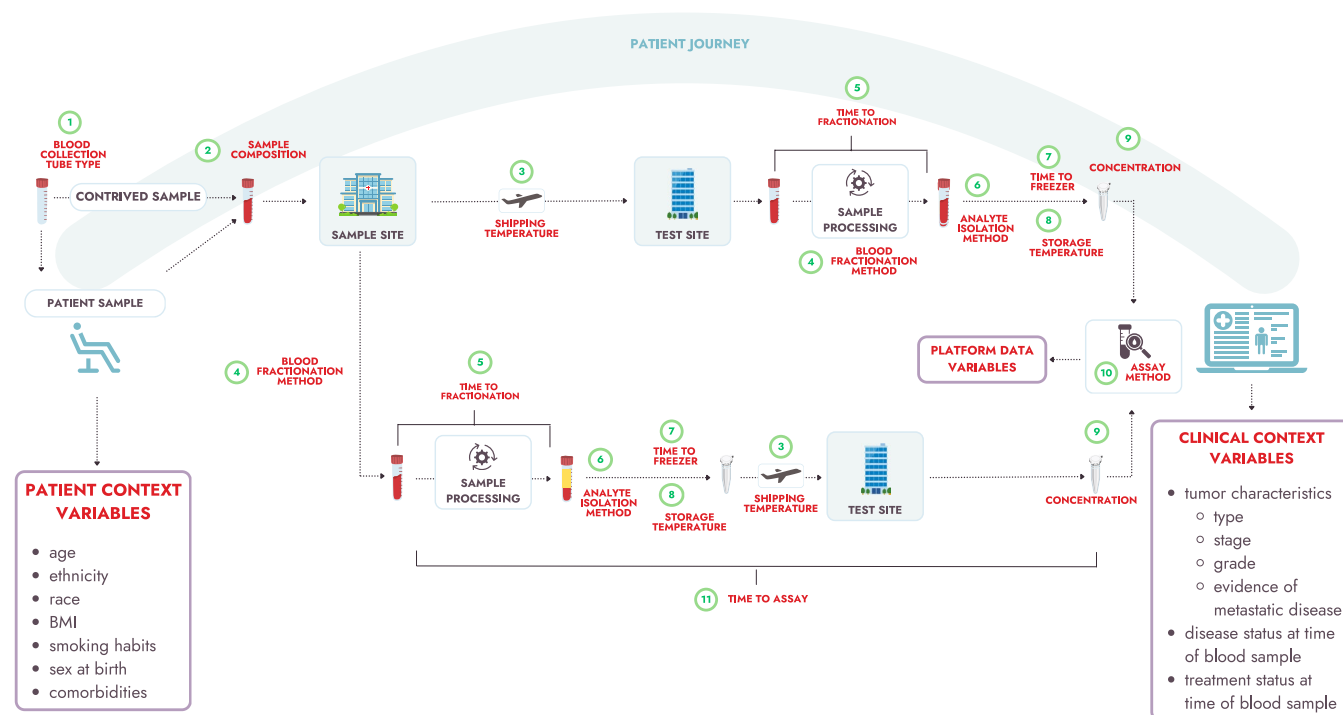 PATIENT JOURNEY
1
BLOOD
COLLECTION
TUBE TYPE
CONTRIVED SAMPLE
2
SAMPLE
COMPOSITION
SAMPLE SITE
3
SHIPPING
TEMPERATURE
TEST SITE
5
TIME TO
FRACTIONATION
SAMPLE
PROCESSING
4
BLOOD
FRACTIONATION
METHOD
6
ANALYTE
ISOLATION
METHOD
7
TIME TO
FREEZER
8
STORAGE
TEMPERATURE
9
CONCENTRATION
PATIENT SAMPLE
4
BLOOD
FRACTIONATION
METHOD
5
TIME TO
FRACTIONATION
SAMPLE
PROCESSING
6
ANALYTE
ISOLATION
METHOD
7
TIME TO
FREEZER
8
STORAGE
TEMPERATURE
3
SHIPPING
TEMPERATURE
TEST SITE
9
CONCENTRATION
PLATFORM DATA
VARIABLES
10
ASSAY
METHOD
11
TIME TO ASSAY
PATIENT CONTEXT
VARIABLES
• age
• ethnicity
• race
• BMI
• smoking habits
• sex at birth
• comorbidities
CLINICAL CONTEXT
VARIABLES
• tumor characteristics
○ type
○ stage
○ grade
○ evidence of
metastatic disease
• disease status at time
of blood sample
• treatment status at
time of blood sample